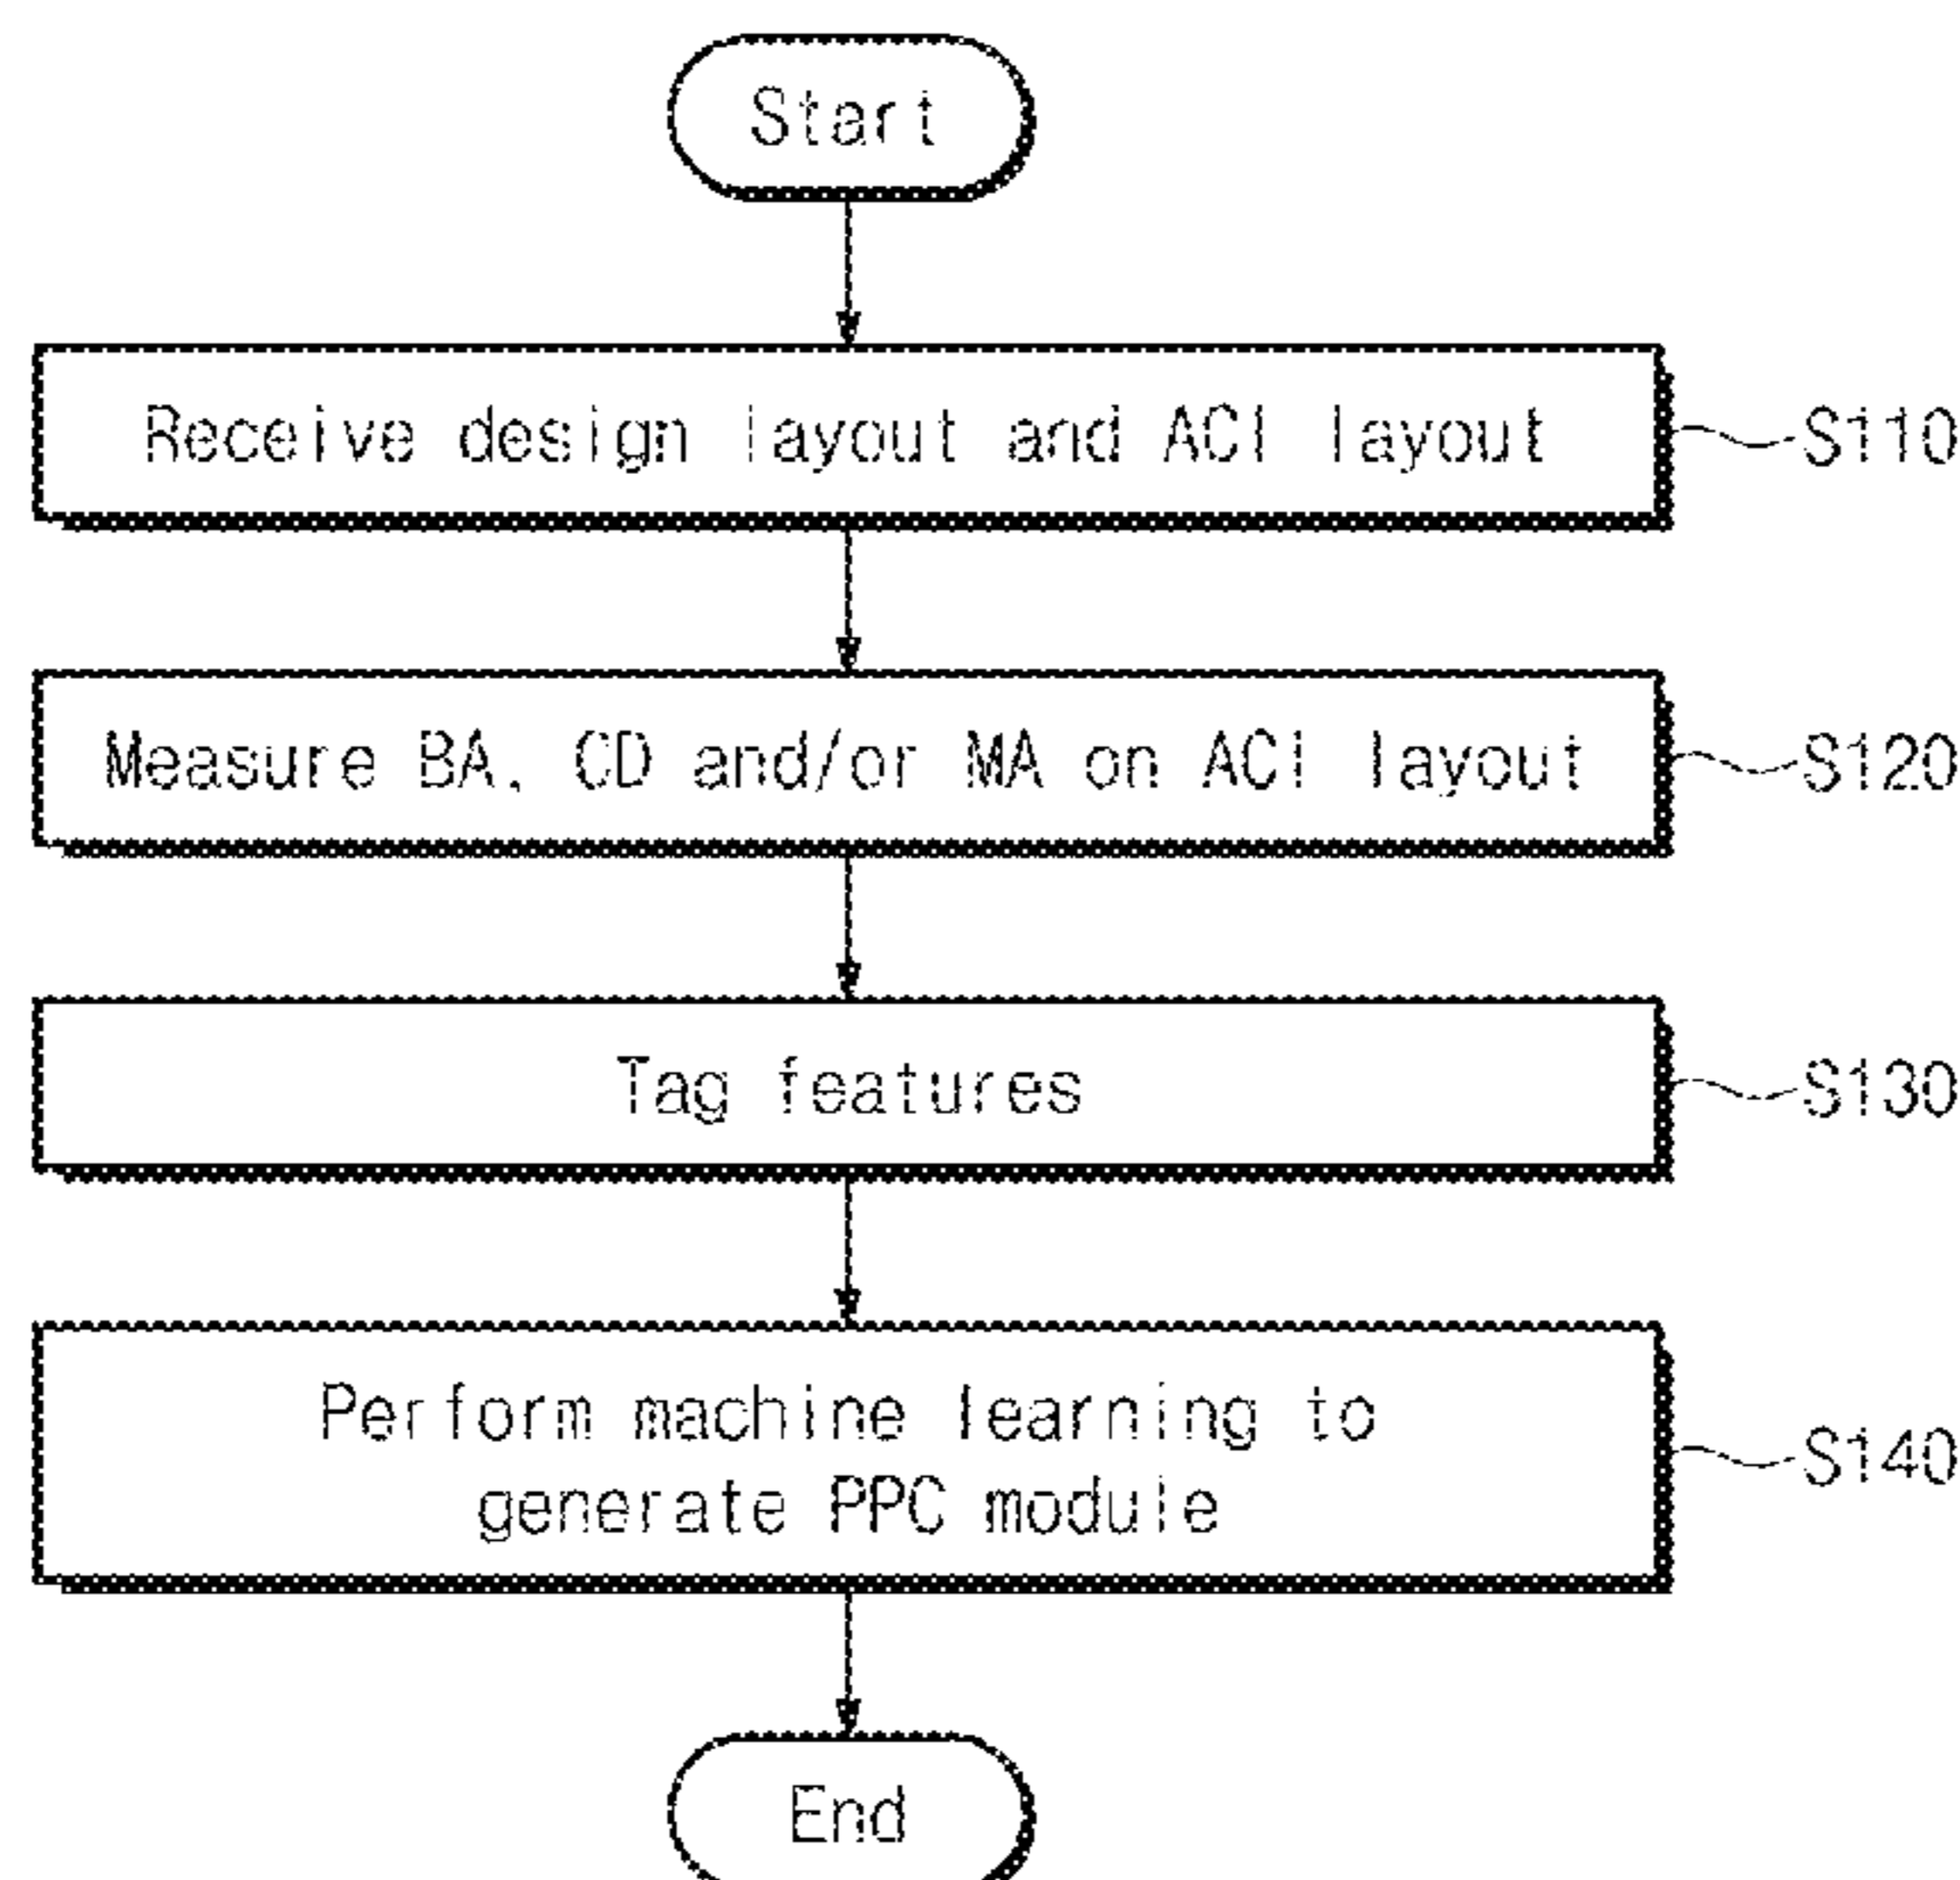 Start
Receive design layout and ACI layout
S110
Measure BA, CD and/or MA on ACI layout
S120
Tag features
S130
Perform machine learning to
generate PPC module
S140
End